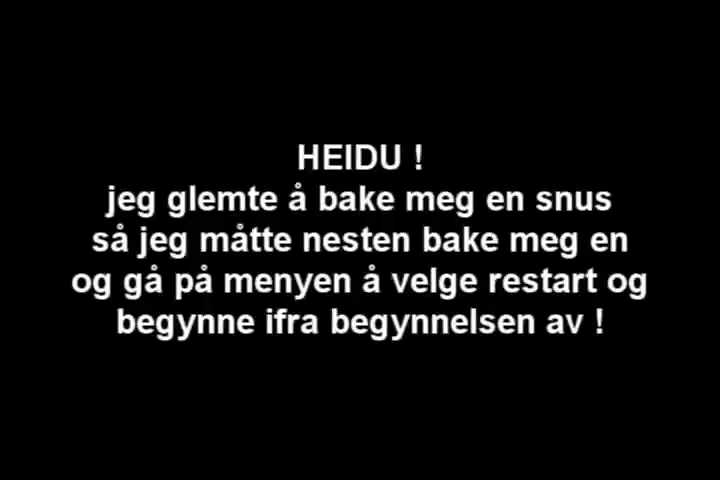 HEIDU !
jeg glemte å bake meg en snus
så jeg måtte nesten bake meg en
og gå på menyen å velge restart og
begynne ifra begynnelsen av !